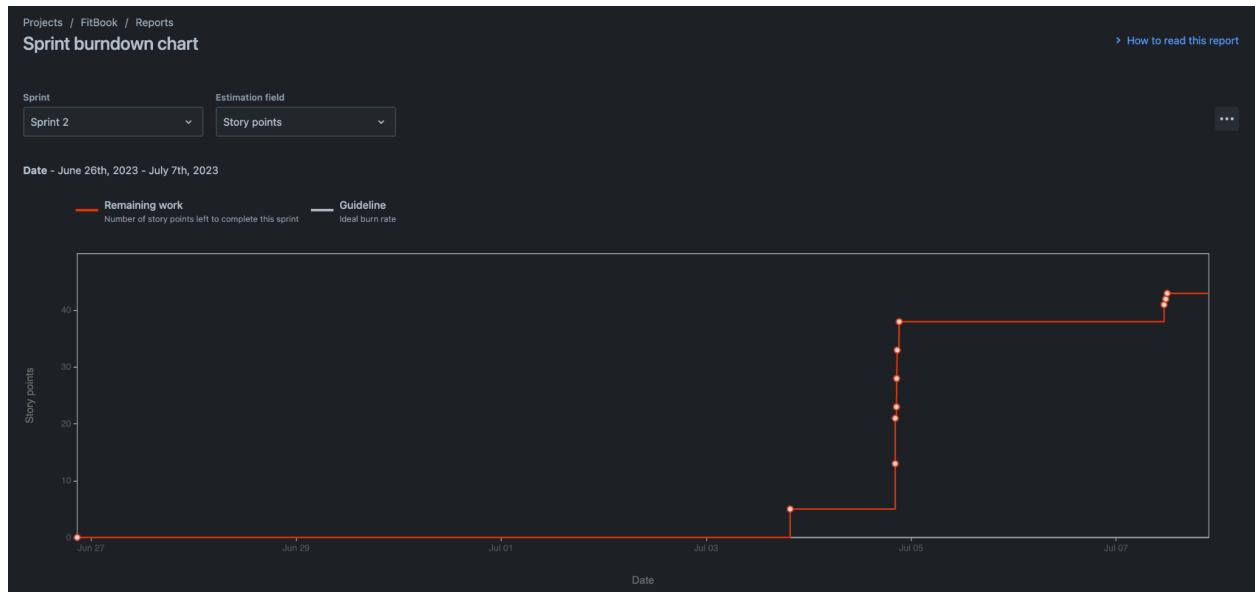 Projects / FitBook / Reports
Sprint burndown chart
How to read this report
Sprint
Estimation field
Sprint 2
Story points
Date - June 26th, 2023 - July 7th, 2023
Remaining work
Number of story points left to complete this sprint
Guideline
Ideal burn rate
Story points
40
30
20
10
0
Jun 27
Jun 29
Jul 01
Jul 03
Jul 05
Jul 07
Date